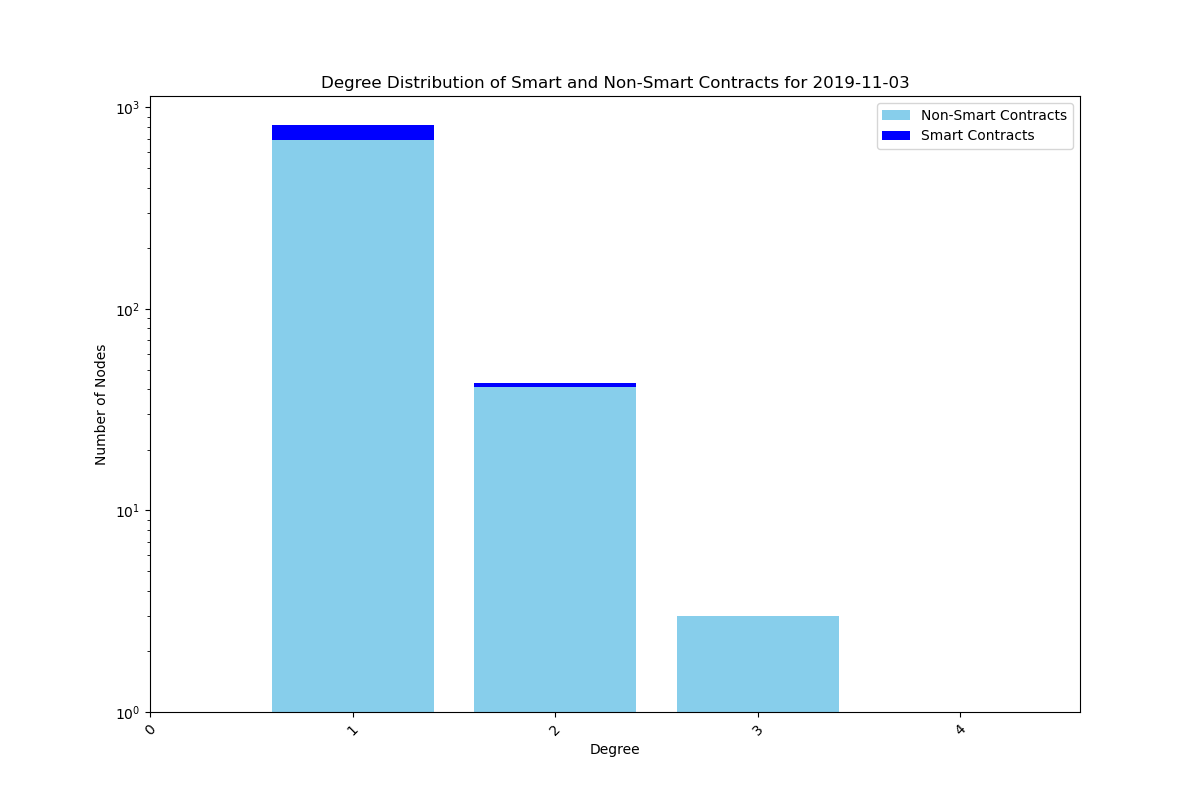 Degree Distribution of Smart and Non-Smart Contracts for 2019-11-03
Non-Smart Contracts
Smart Contracts
Number of Nodes
10³
10²
10¹
10⁰
0
1
2
3
4
Degree